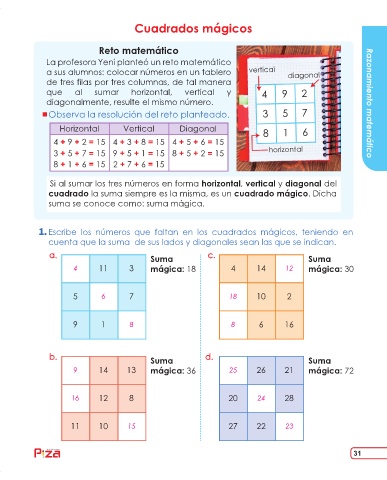 Cuadrados mágicos
Reto matemático
La profesora Yeni planteó un reto matemático
a sus alumnos: colocar números en un tablero
de tres filas por tres columnas, de tal manera
que al sumar horizontal, vertical y
diagonalmente, resulte el mismo número.
Observa la resolución del reto planteado.
Horizontal Vertical Diagonal
4 + 9 + 2 = 15 4 + 3 + 8 = 15 4 + 5 + 6 = 15
3 + 5 + 7 = 15 9 + 5 + 1 = 15 8 + 5 + 2 = 15
8 + 1 + 6 = 15 2 + 7 + 6 = 15
vertical
diagonal
4 9 2
3 5 7
8 1 6
horizontal
Razonamiento matemático
Si al sumar los tres números en forma horizontal, vertical y diagonal del
cuadrado la suma siempre es la misma, es un cuadrado mágico. Dicha
suma se conoce como: suma mágica.
1. Escribe los números que faltan en los cuadrados mágicos, teniendo en
cuenta que la suma de sus lados y diagonales sean las que se indican.
a.
4 11 3
5 6 7
9 1 8
Suma
mágica: 18
c.
4 14 12
18 10 2
8 6 16
Suma
mágica: 30
b.
9 14 13
16 12 8
11 10 15
Suma
mágica: 36
d.
25 26 21
20 24 28
27 22 23
Suma
mágica: 72
31